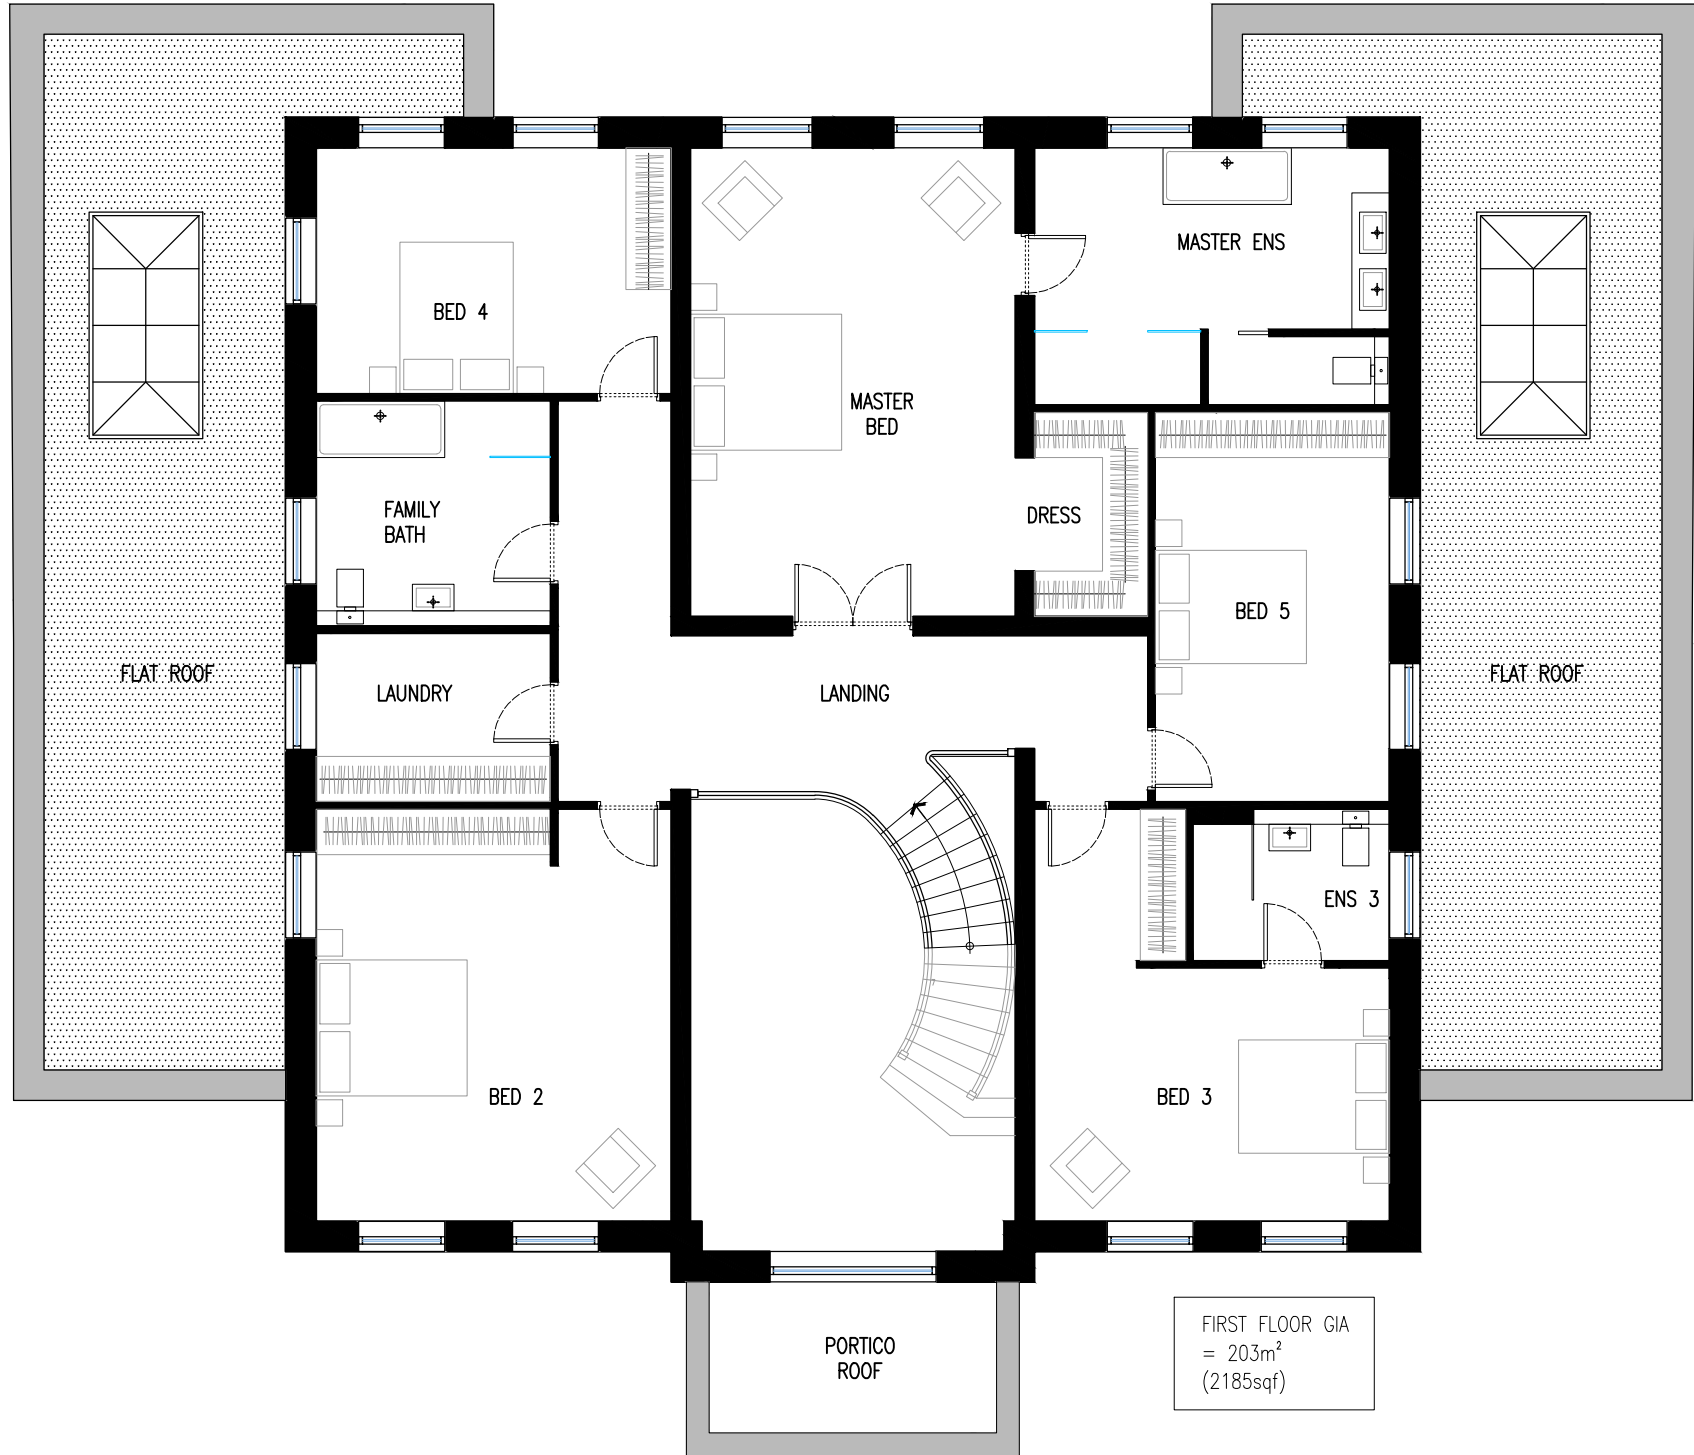 MASTER ENS
BED 4
MASTER
BED
FAMILY
BATH
DRESS
BED 5
FLAT ROOF
LAUNDRY
LANDING
FLAT ROOF
ENS 3
BED 2
BED 3
PORTICO
ROOF
FIRST FLOOR GIA
= 203m²
(2185sqf)